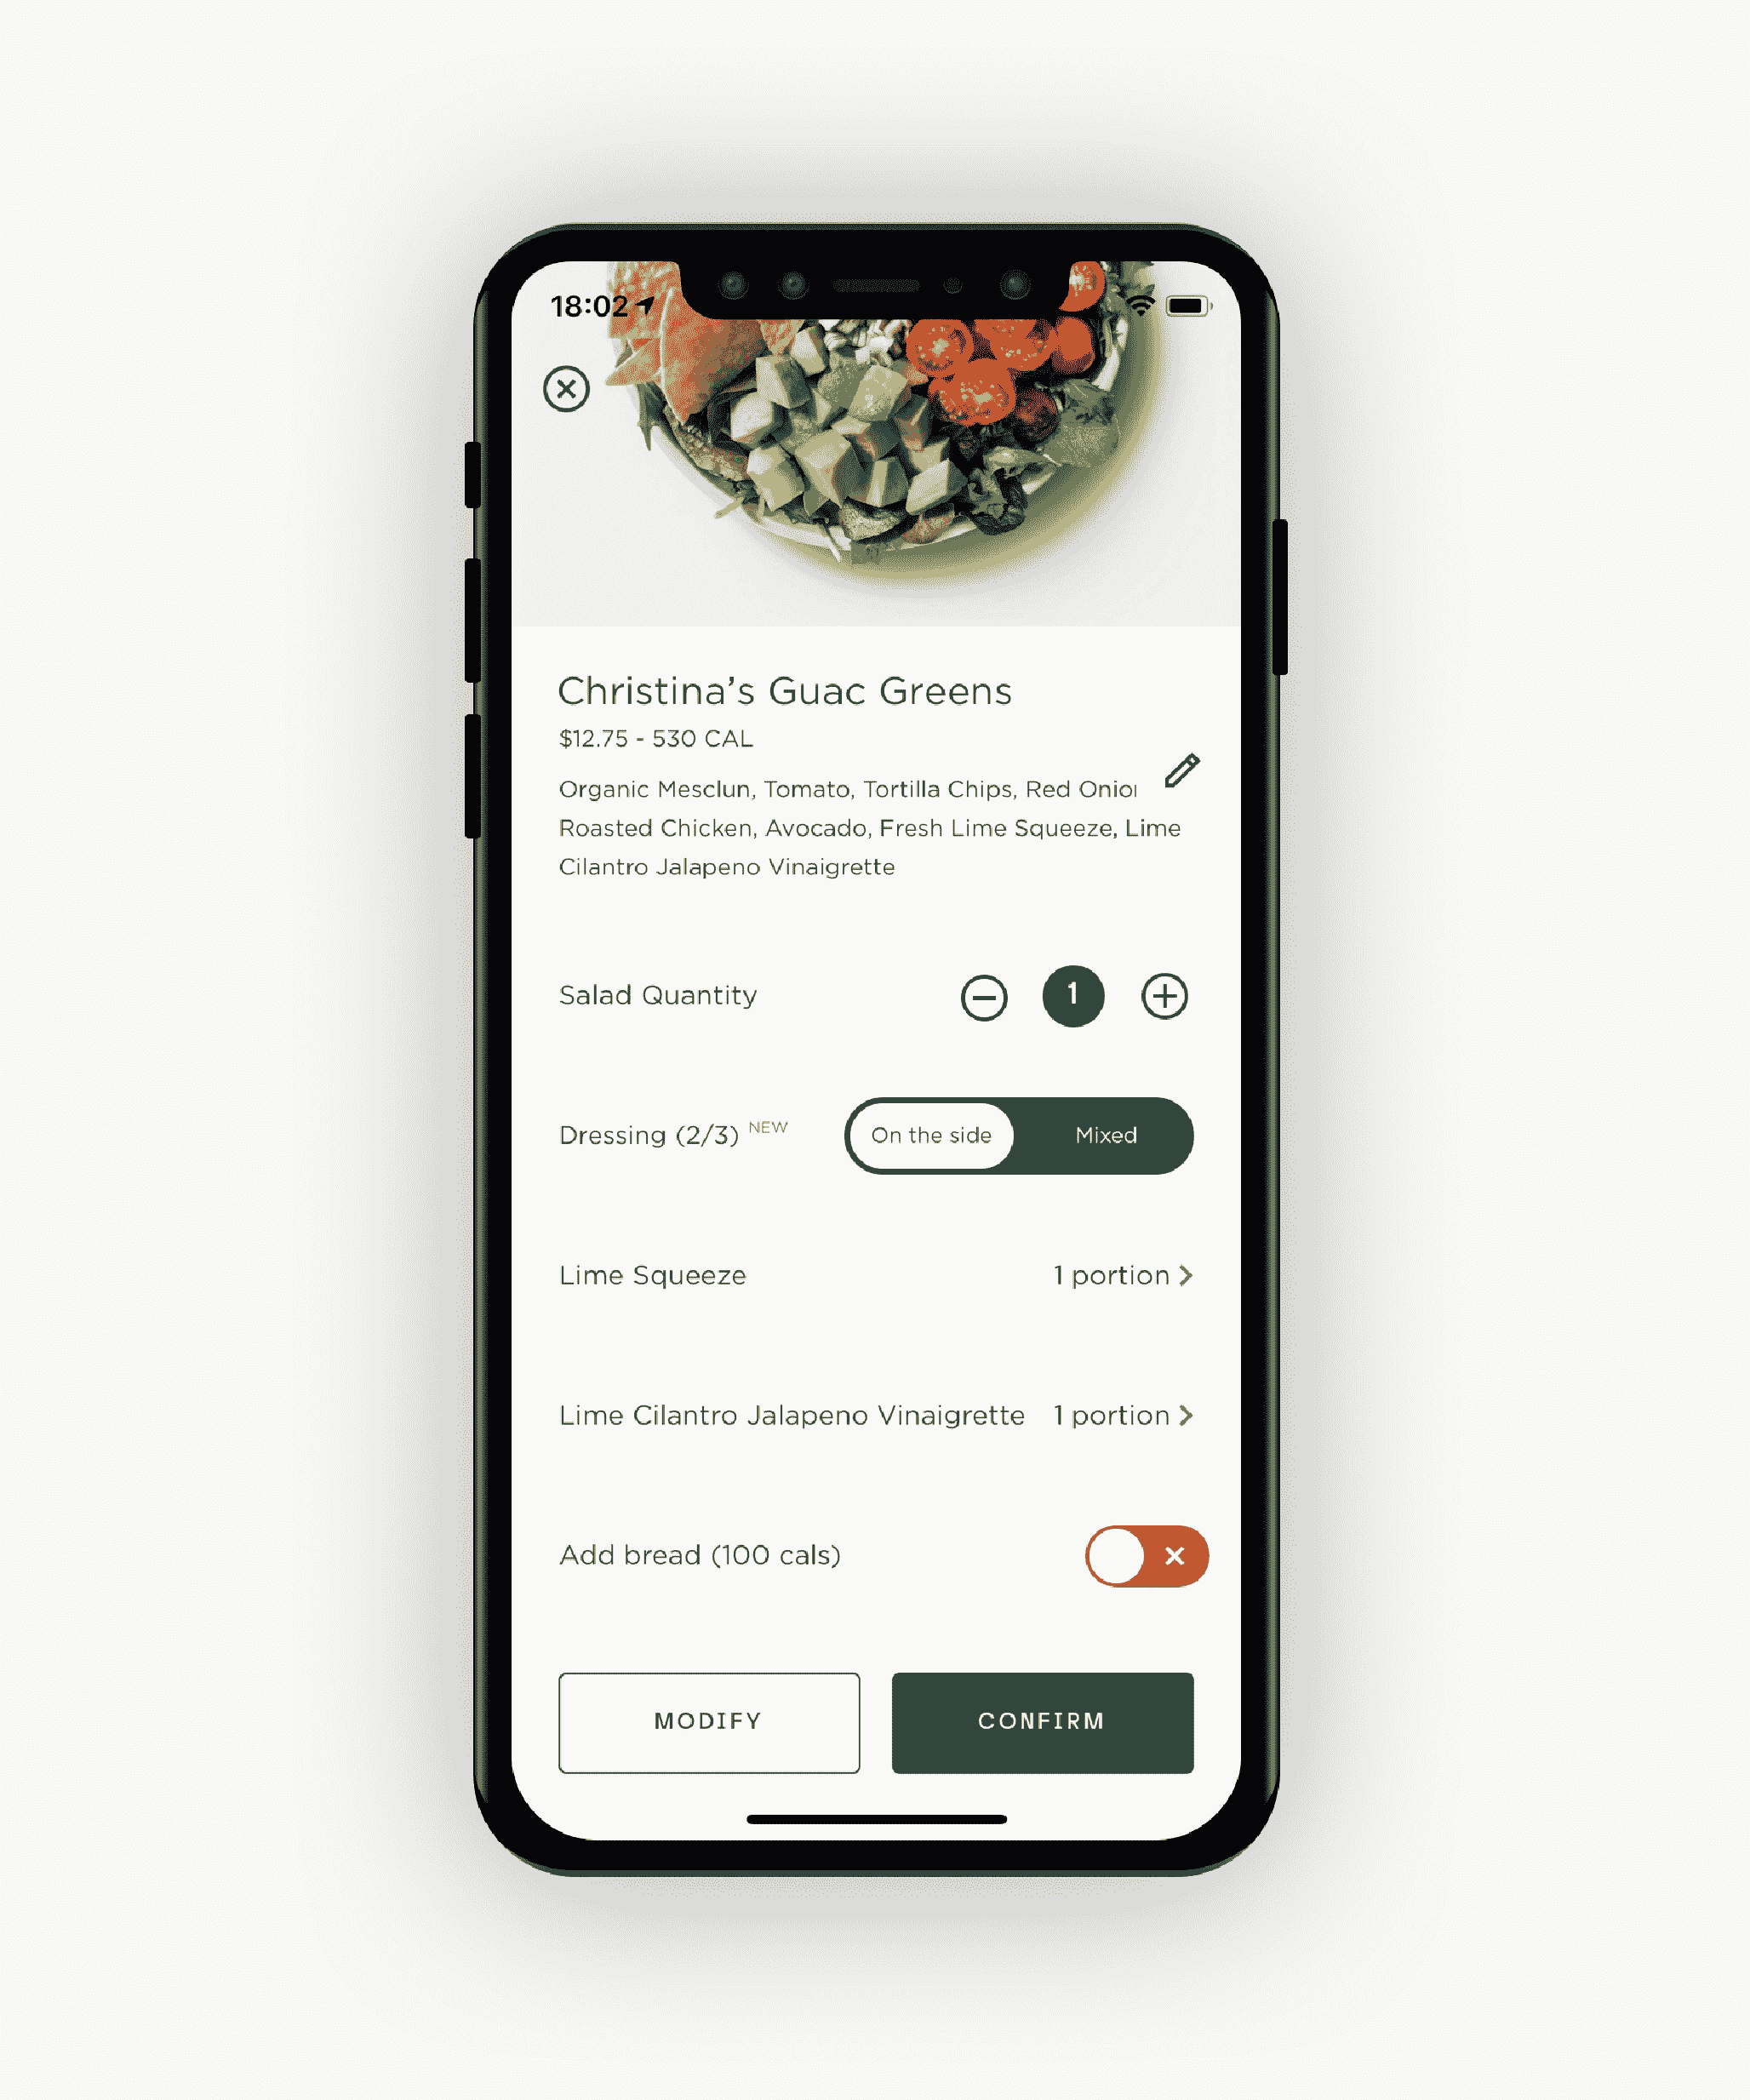 18:02
Christina’s Guac Greens
$12.75 - 530 CAL
Organic Mesclun, Tomato, Tortilla Chips, Red
Roasted Chicken, Avocado, Fresh Lime Squeeze, Lime
Cilantro Jalapeno Vinaigrette
Salad Quantity 1
Dressing (2/3) NEW On the side Mixed
Lime Squeeze 1 portion
Lime Cilantro Jalapeno Vinaigrette 1 portion
Add bread (100 cals)
MODIFY CONFIRM